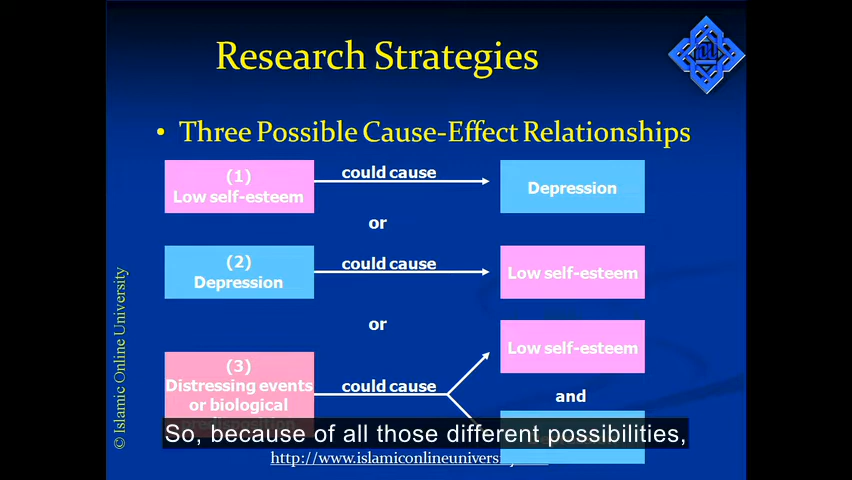 Research Strategies
• Three Possible Cause-Effect Relationships
(1)
Low self-esteem
could cause
Depression
or
(2)
Depression
could cause
Low self-esteem
or
(3)
Distressing events
or biological
could cause
Low self-esteem
and
So, because of all those different possibilities,
© Islamic Online University